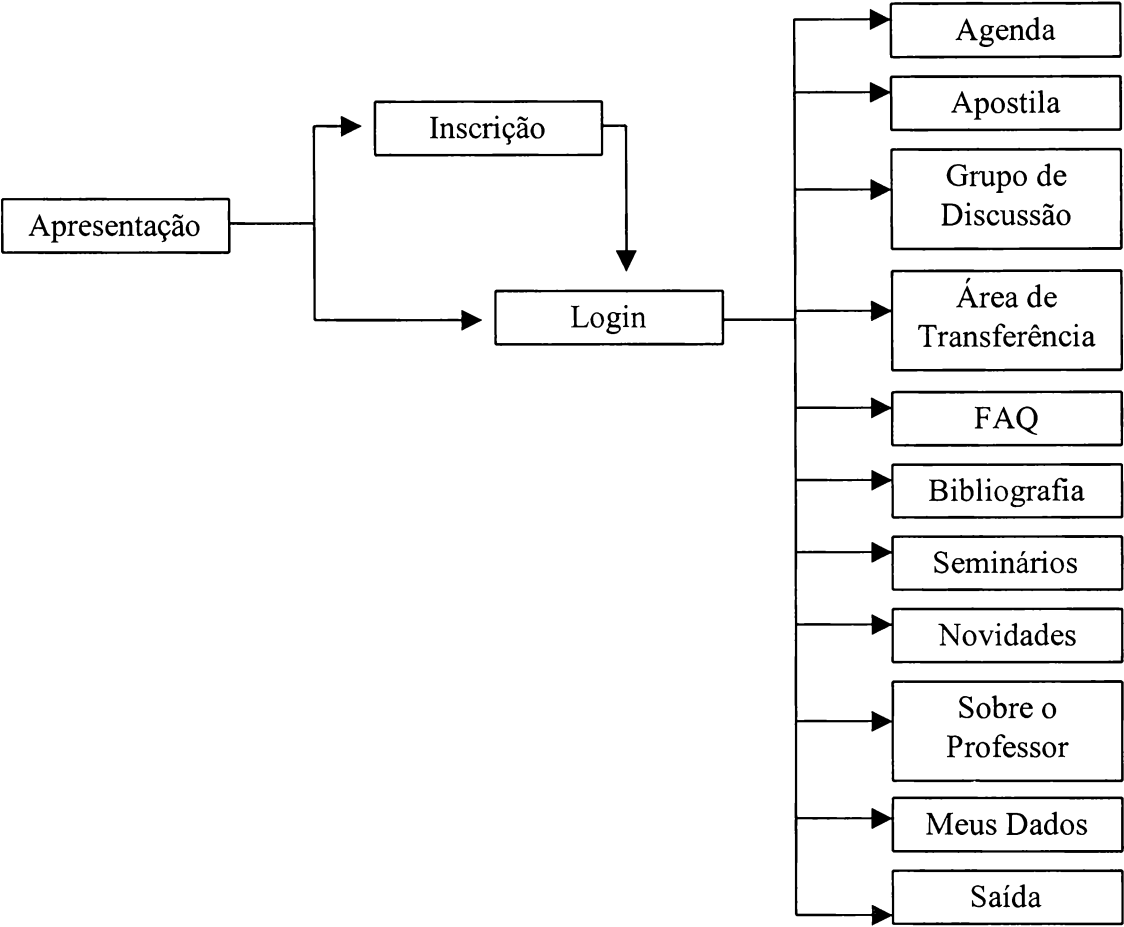 Apresentação
Inscrição
Login
Agenda
Apostila
Grupo de
Discussão
Área de
Transferência
FAQ
Bibliografia
Seminários
Novidades
Sobre o
Professor
Meus Dados
Saída